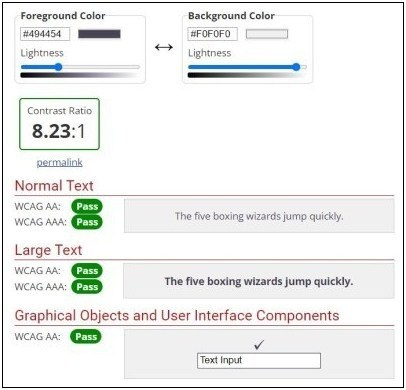 Foreground Color
#494454
Lightness
Background Color
#F0F0F0
Lightness
Contrast Ratio
8.23:1
permalink
Normal Text
WCAG AA: Pass
WCAG AAA: Pass
The five boxing wizards jump quickly.
Large Text
WCAG AA: Pass
WCAG AAA: Pass
The five boxing wizards jump quickly.
Graphical Objects and User Interface Components
WCAG AA: Pass
Text Input